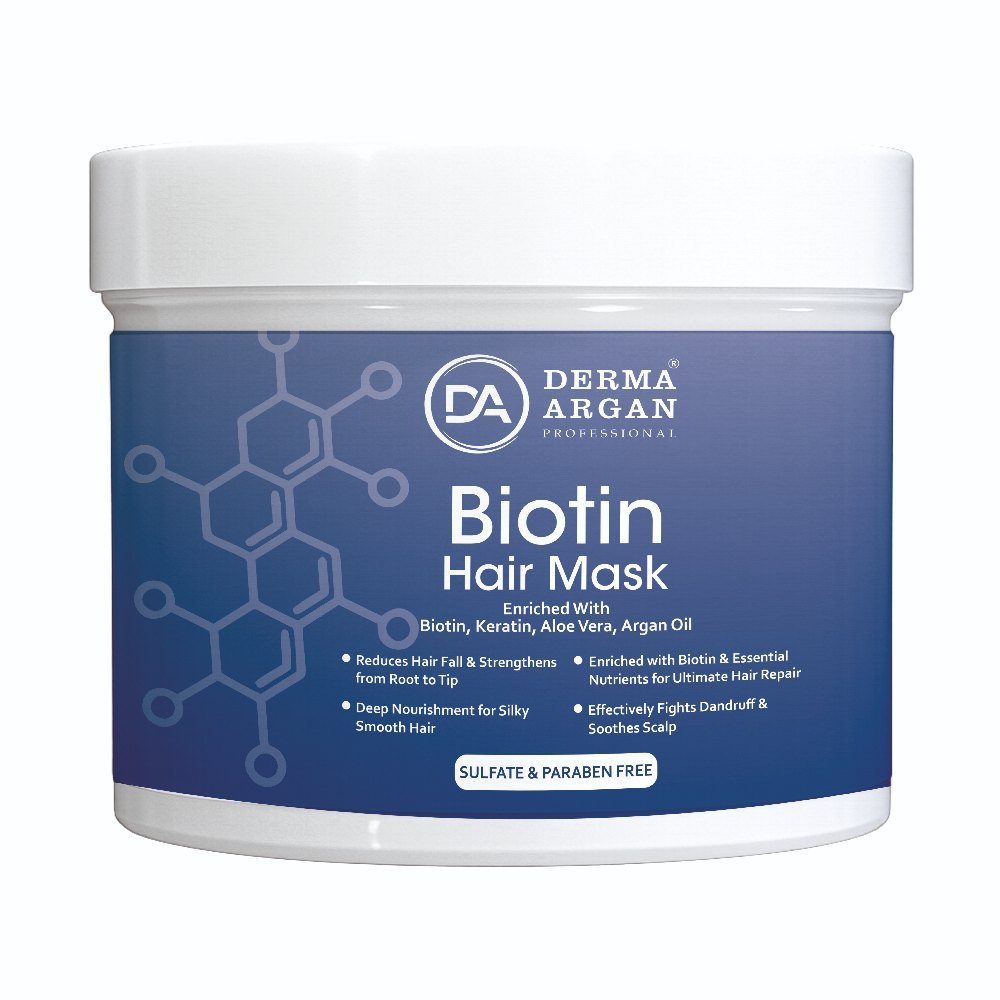 DA
DERMA®
ARGAN
PROFESSIONAL
Biotin
Hair Mask
Enriched With
Biotin, Keratin, Aloe Vera, Argan Oil
• Reduces Hair Fall & Strengthens
from Root to Tip
• Deep Nourishment for Silky
Smooth Hair
• Enriched with Biotin & Essential
Nutrients for Ultimate Hair Repair
• Effectively Fights Dandruff &
Soothes Scalp
SULFATE & PARABEN FREE